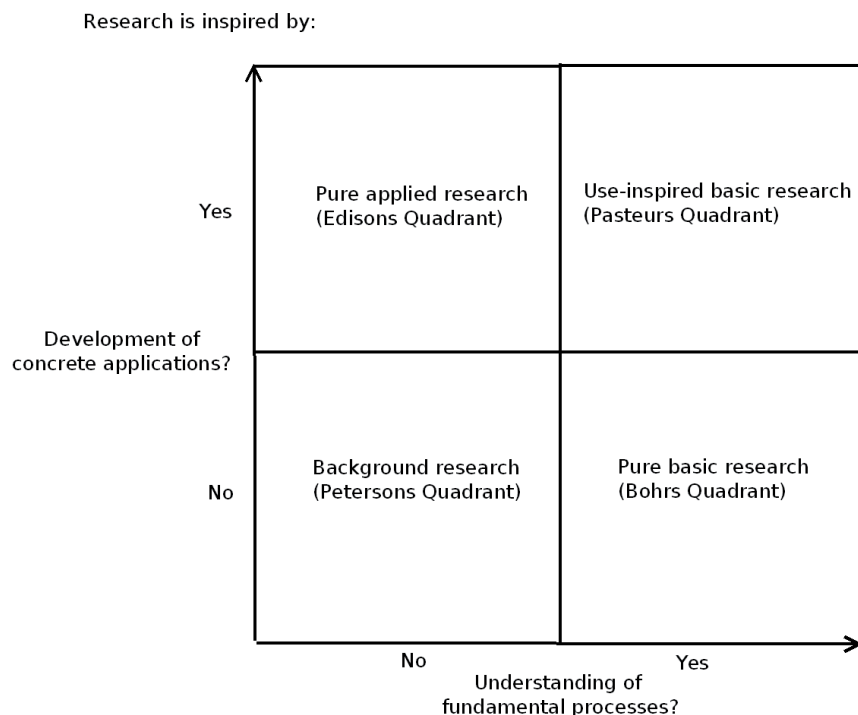 Research is inspired by:
Yes
Pure applied research
(Edisons Quadrant)
Use-inspired basic research
(Pasteurs Quadrant)
Development of
concrete applications?
No
Background research
(Petersons Quadrant)
Pure basic research
(Bohrs Quadrant)
No
Yes
Understanding of
fundamental processes?